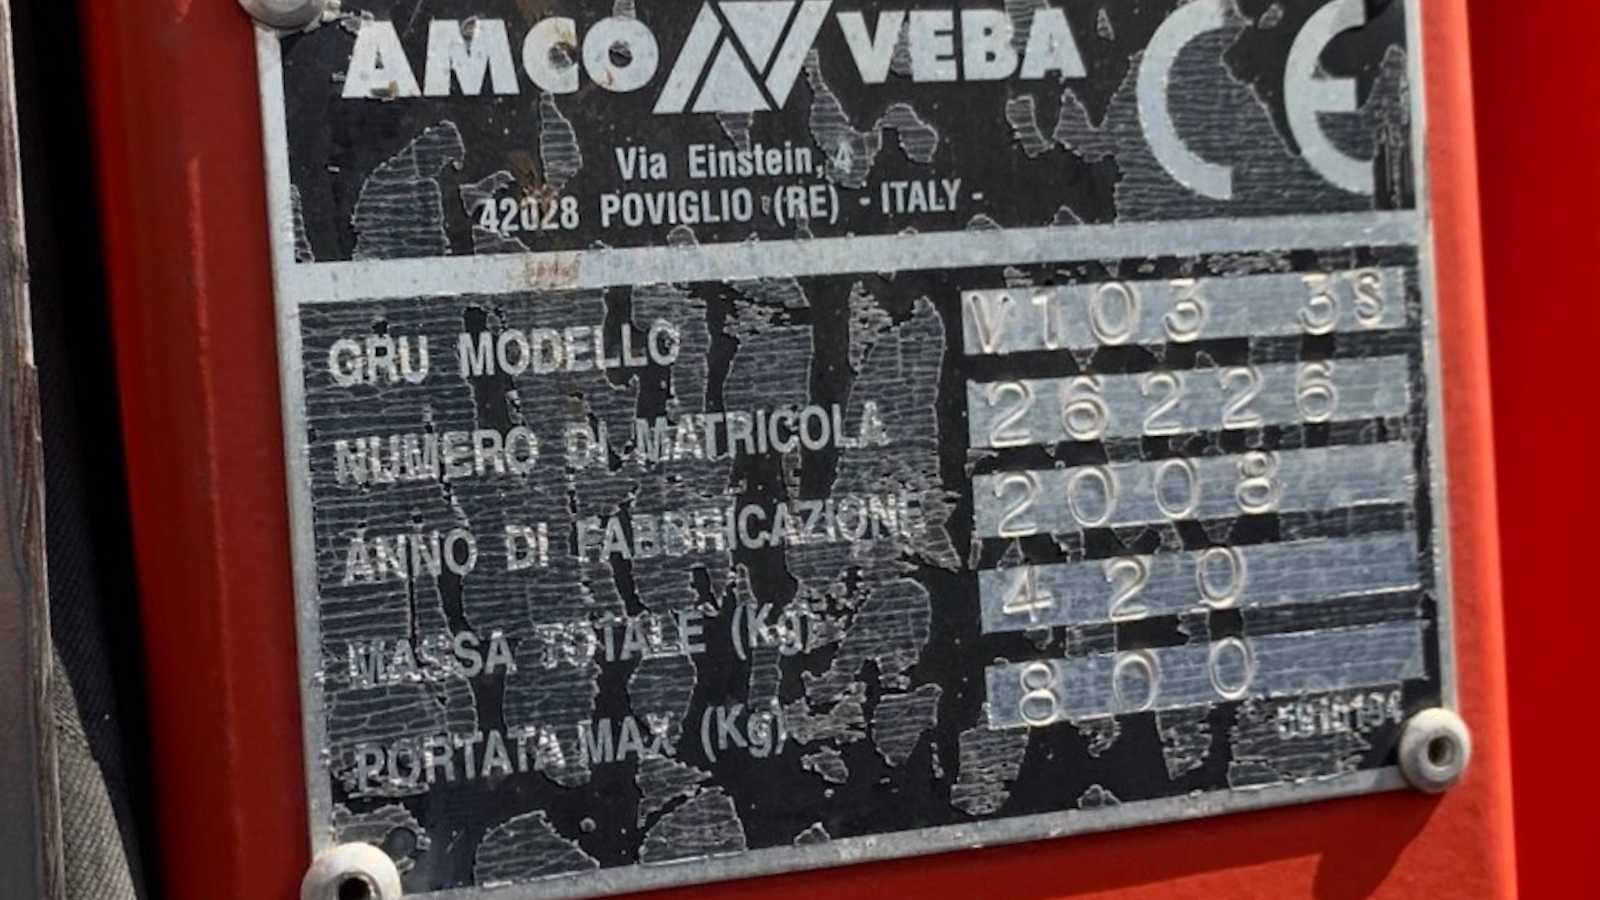 AMCO VEBA CE
Via Einstein, 4
42028 POVIGLIO (RE) - ITALY -
GRU MODELLO V103 3S
NUMERO DI MATRICOLA 26226
ANNO DI FABBRICAZIONE 2008
MASSA TOTALE (Kg) 420
PORTATA MAX (Kg) 800